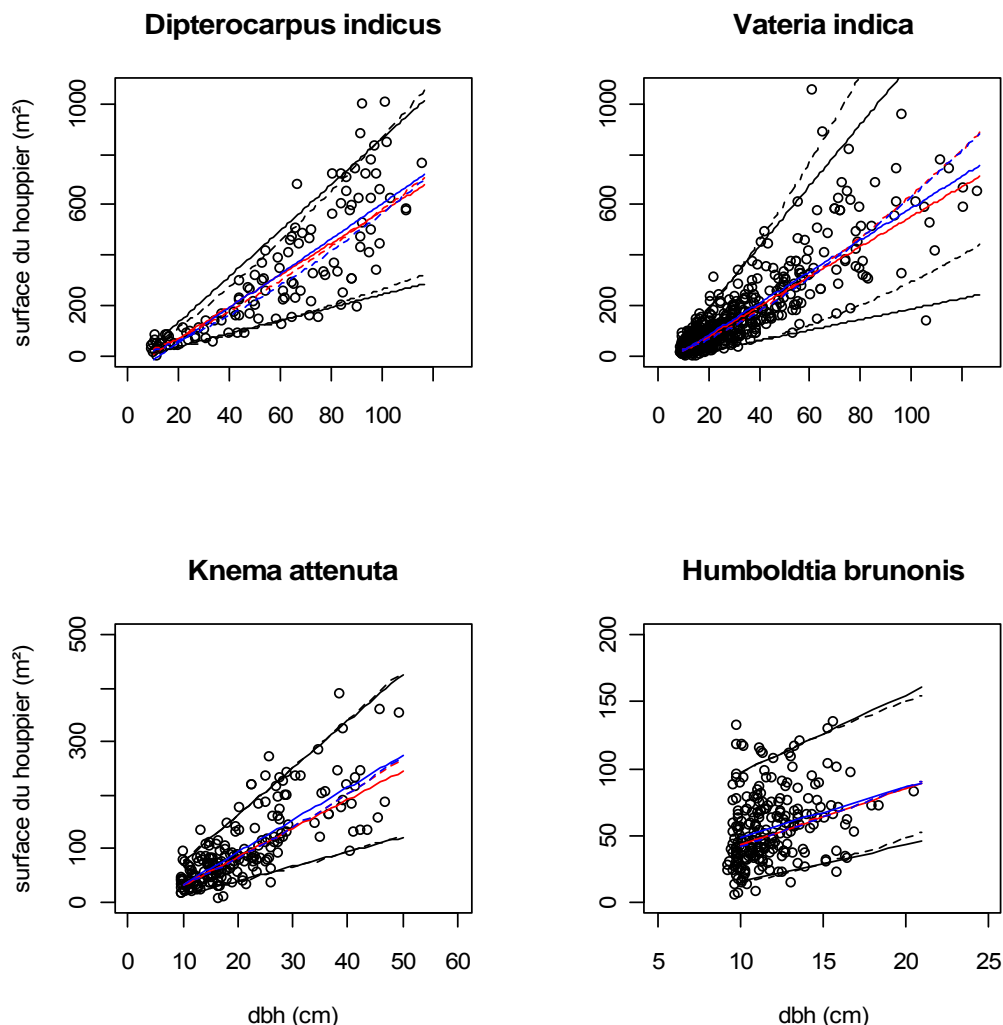 Dipterocarpus indicus
Vateria indica
surface du houppier (m²)
0 200 600 1000
0 20 40 60 80 100
0 200 600 1000
0 20 40 60 80 100
Knema attenuta
Humboldtia brunonis
surface du houppier (m²)
0 100 300 500
0 10 20 30 40 50 60
dbh (cm)
0 50 100 150 200
5 10 15 20 25
dbh (cm)